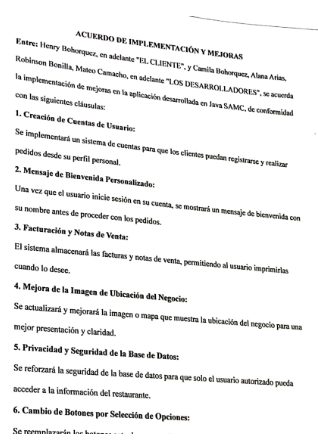 ACUERDO DE IMPLEMENTACIÓN Y MEJORAS
Entre: Henry Bohorquez, en adelante "EL CLIENTE", y Camila Bohorquez, Alana Arias,
Robinson Bonilla, Mateo Camacho, en adelante "LOS DESARROLLADORES", se acuerda
la implementación de mejoras en la aplicación desarrollada en Java SAMC, de conformidad
con las siguientes cláusulas:
1. Creación de Cuentas de Usuario:
Se implementará un sistema de cuentas para que los clientes puedan registrarse y realizar
pedidos desde su perfil personal.
2. Mensaje de Bienvenida Personalizado:
Una vez que el usuario inicie sesión en su cuenta, se mostrará un mensaje de bienvenida con
su nombre antes de proceder con los pedidos.
3. Facturación y Notas de Venta:
El sistema almacenará las facturas y notas de venta, permitiendo al usuario imprimirlas
cuando lo desee.
4. Mejora de la Imagen de Ubicación del Negocio:
Se actualizará y mejorará la imagen o mapa que muestra la ubicación del negocio para una
mejor presentación y claridad.
5. Privacidad y Seguridad de la Base de Datos:
Se reforzará la seguridad de la base de datos para que solo el usuario autorizado pueda
acceder a la información del restaurante.
6. Cambio de Botones por Selección de Opciones:
Se reemplazarán los botones